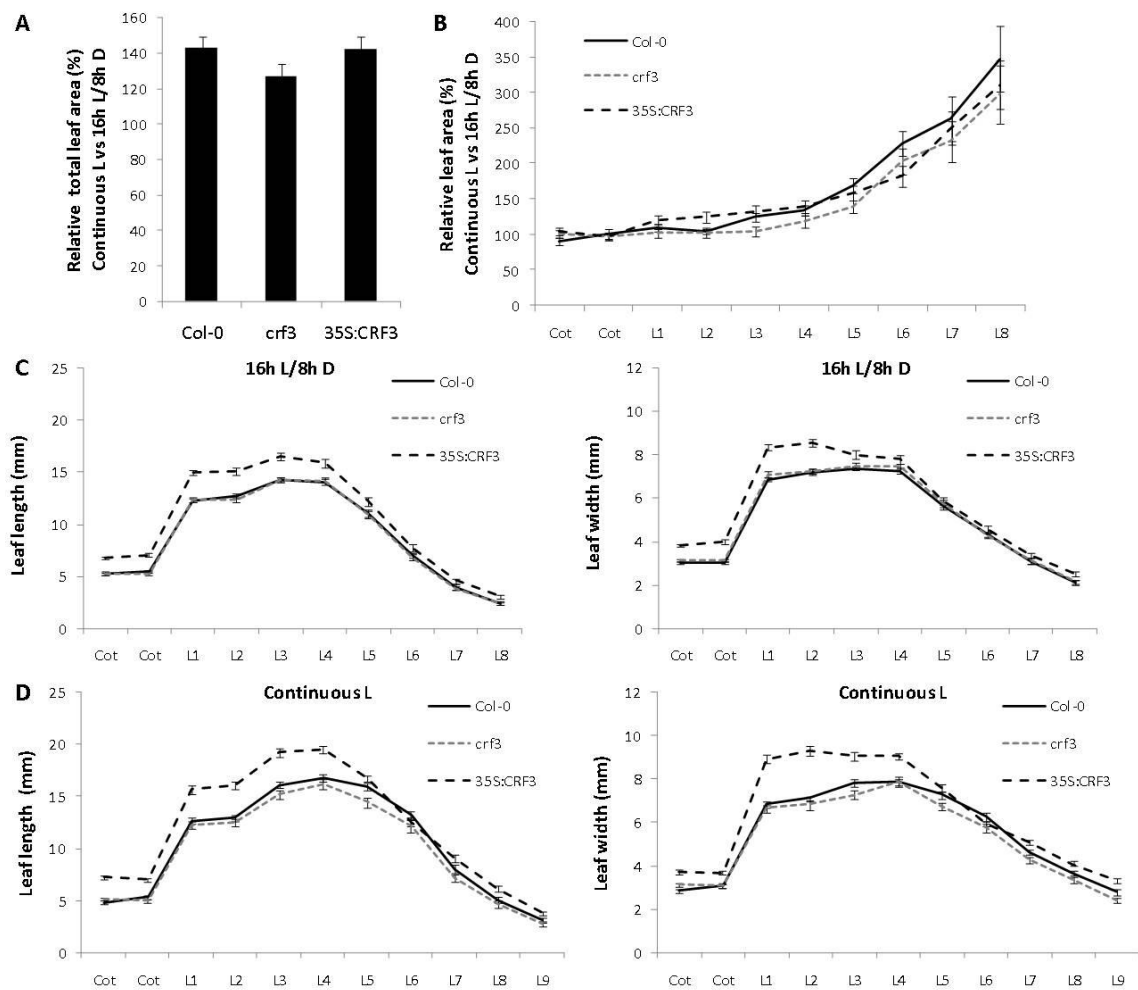 A
Relative total leaf area (%)
Continuous L vs 16h L/8h D
160
140
120
100
80
60
40
20
0
Col-0 crf3 35S:CRF3
B
Relative leaf area (%)
Continuous L vs 16h L/8h D
400
350
300
250
200
150
100
50
0
Col-0
crf3
35S:CRF3
Cot Cot L1 L2 L3 L4 L5 L6 L7 L8
C
16h L/8h D
Leaf length (mm)
25
20
15
10
5
0
Col-0
crf3
35S:CRF3
Cot Cot L1 L2 L3 L4 L5 L6 L7 L8
16h L/8h D
Leaf width (mm)
12
10
8
6
4
2
0
Col-0
crf3
35S:CRF3
Cot Cot L1 L2 L3 L4 L5 L6 L7 L8
D
Continuous L
Leaf length (mm)
25
20
15
10
5
0
Col-0
crf3
35S:CRF3
Cot Cot L1 L2 L3 L4 L5 L6 L7 L8 L9
Continuous L
Leaf width (mm)
12
10
8
6
4
2
0
Col-0
crf3
35S:CRF3
Cot Cot L1 L2 L3 L4 L5 L6 L7 L8 L9